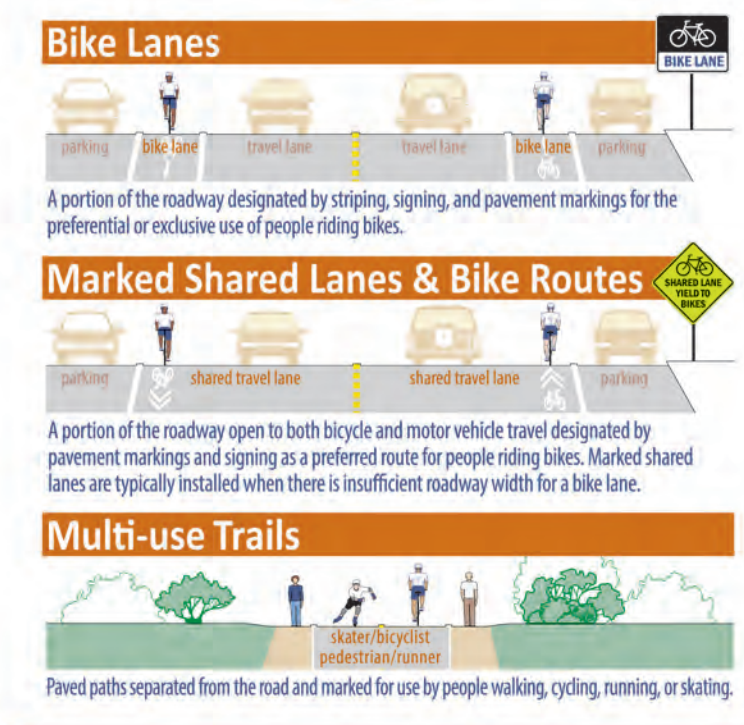 Bike Lanes
BIKE LANE
parking bike lane travel lane travel lane bike lane parking
A portion of the roadway designated by striping, signing, and pavement markings for the
preferential or exclusive use of people riding bikes.
Marked Shared Lanes & Bike Routes
SHARED LANE
YIELD TO
BIKES
parking shared travel lane shared travel lane parking
A portion of the roadway open to both bicycle and motor vehicle travel designated by
pavement markings and signing as a preferred route for people riding bikes. Marked shared
lanes are typically installed when there is insufficient roadway width for a bike lane.
Multi-use Trails
skater/bicyclist
pedestrian/runner
Paved paths separated from the road and marked for use by people walking, cycling, running, or skating.